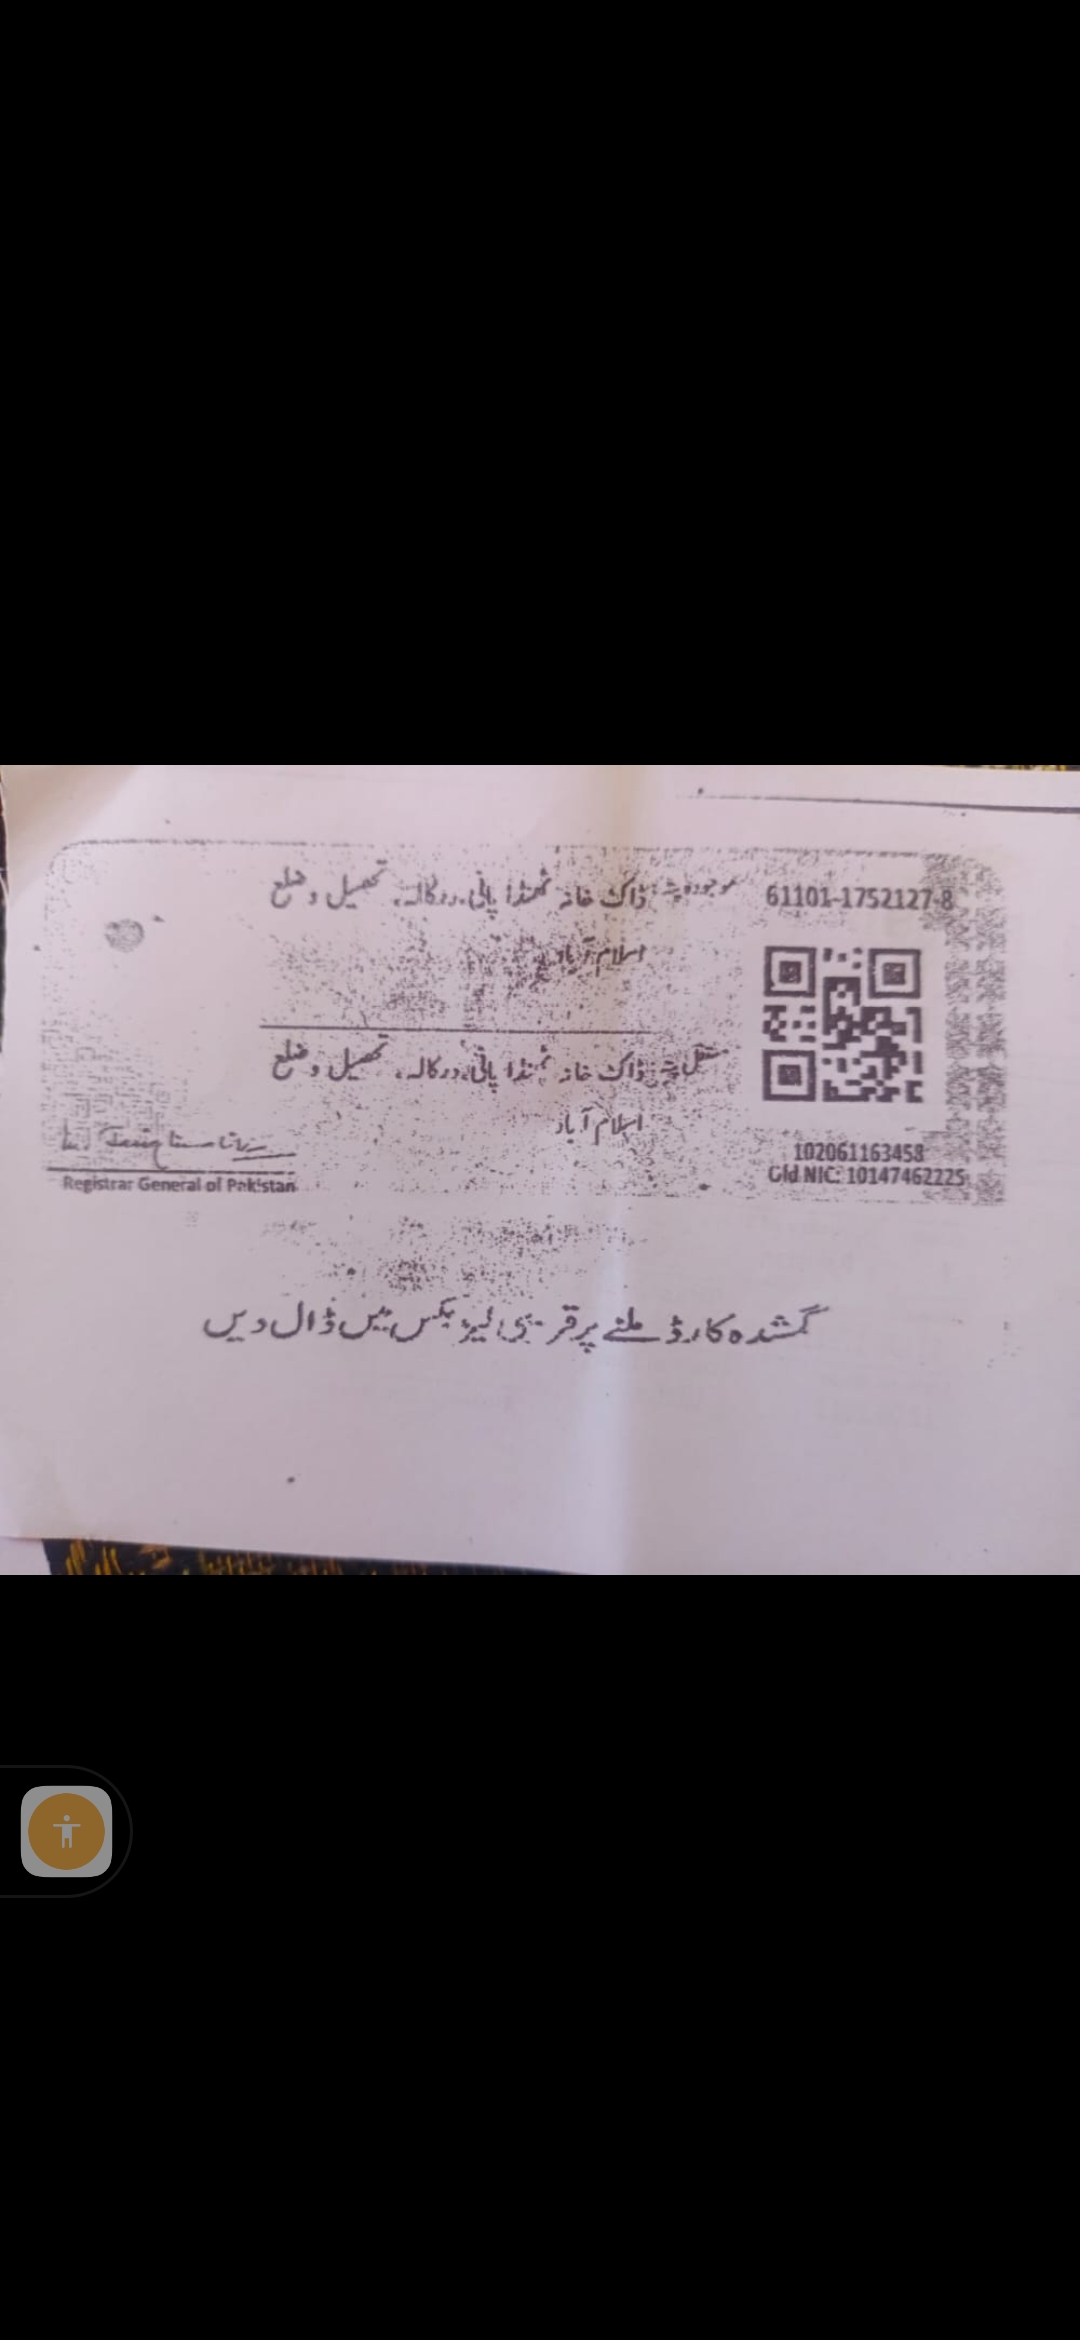 61101-1752127-8
موجودہ پتہ: ڈاک خانہ ٹھنڈا پانی، درکالہ، تحصیل و ضلع
اسلام آباد
مستقل پتہ: ڈاک خانہ ٹھنڈا پانی، درکالہ، تحصیل و ضلع
اسلام آباد
Registrar General of Pakistan
102061163458
Old NIC: 10147462225
گمشدہ کارڈ ملنے پر قریبی لیٹر بکس میں ڈال دیں